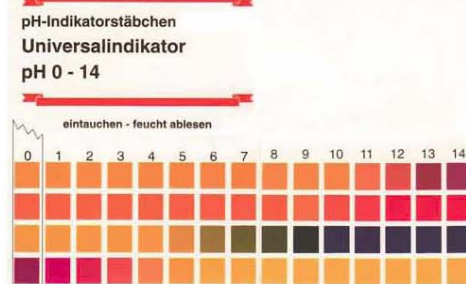 pH-Indikatorstäbchen
Universalindikator
pH 0 - 14
eintauchen - feucht ablesen
0 1 2 3 4 5 6 7 8 9 10 11 12 13 14